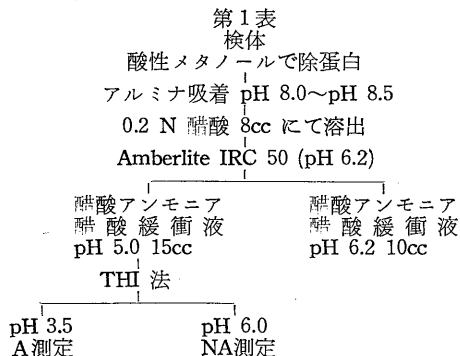 第1表
検体
酸性メタノールで除蛋白
アルミナ吸着 pH 8.0～pH 8.5
0.2 N 醋酸 8cc にて溶出
Amberlite IRC 50 (pH 6.2)
醋酸アンモニア 醋酸アンモニア
醋酸緩衝液 醋酸緩衝液
pH 5.0 15cc pH 6.2 10cc
THI 法
pH 3.5 pH 6.0
A測定 NA測定